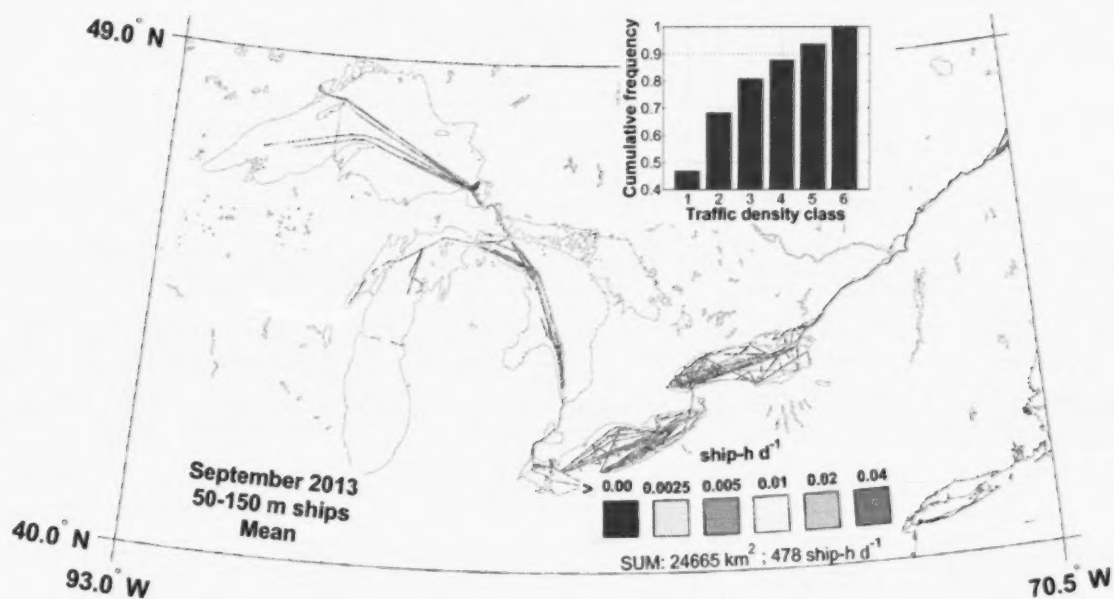 49.0° N
Cumulative frequency
1
0.9
0.8
0.7
0.6
0.5
0.4
1 2 3 4 5 6
Traffic density class
September 2013
50-150 m ships
Mean
ship-h d⁻¹
> 0.00 0.0025 0.005 0.01 0.02 0.04
SUM: 24665 km² ; 478 ship-h d⁻¹
40.0° N
93.0° W
70.5° W